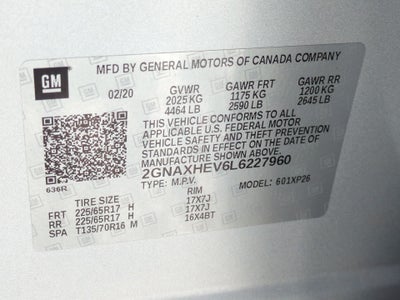 GM
MFD BY GENERAL MOTORS OF CANADA COMPANY
02/20 GVWR GAWR FRT GAWR RR
2025 KG 1175 KG 1200 KG
4464 LB 2590 LB 2645 LB
THIS VEHICLE CONFORMS TO ALL APPLICABLE
U.S. FEDERAL MOTOR
VEHICLE SAFETY AND THEFT PREVENTION
STANDARDS IN EFFECT ON THE DATE OF
MANUFACTURE SHOWN ABOVE.
2GNAXHEV6L6227960
636R
TYPE: M.P.V. MODEL: 601XP26
TIRE SIZE RIM
FRT 225/65R17 H 17X7J
RR 225/65R17 H 17X7J
SPA T135/70R16 M 16X4BT